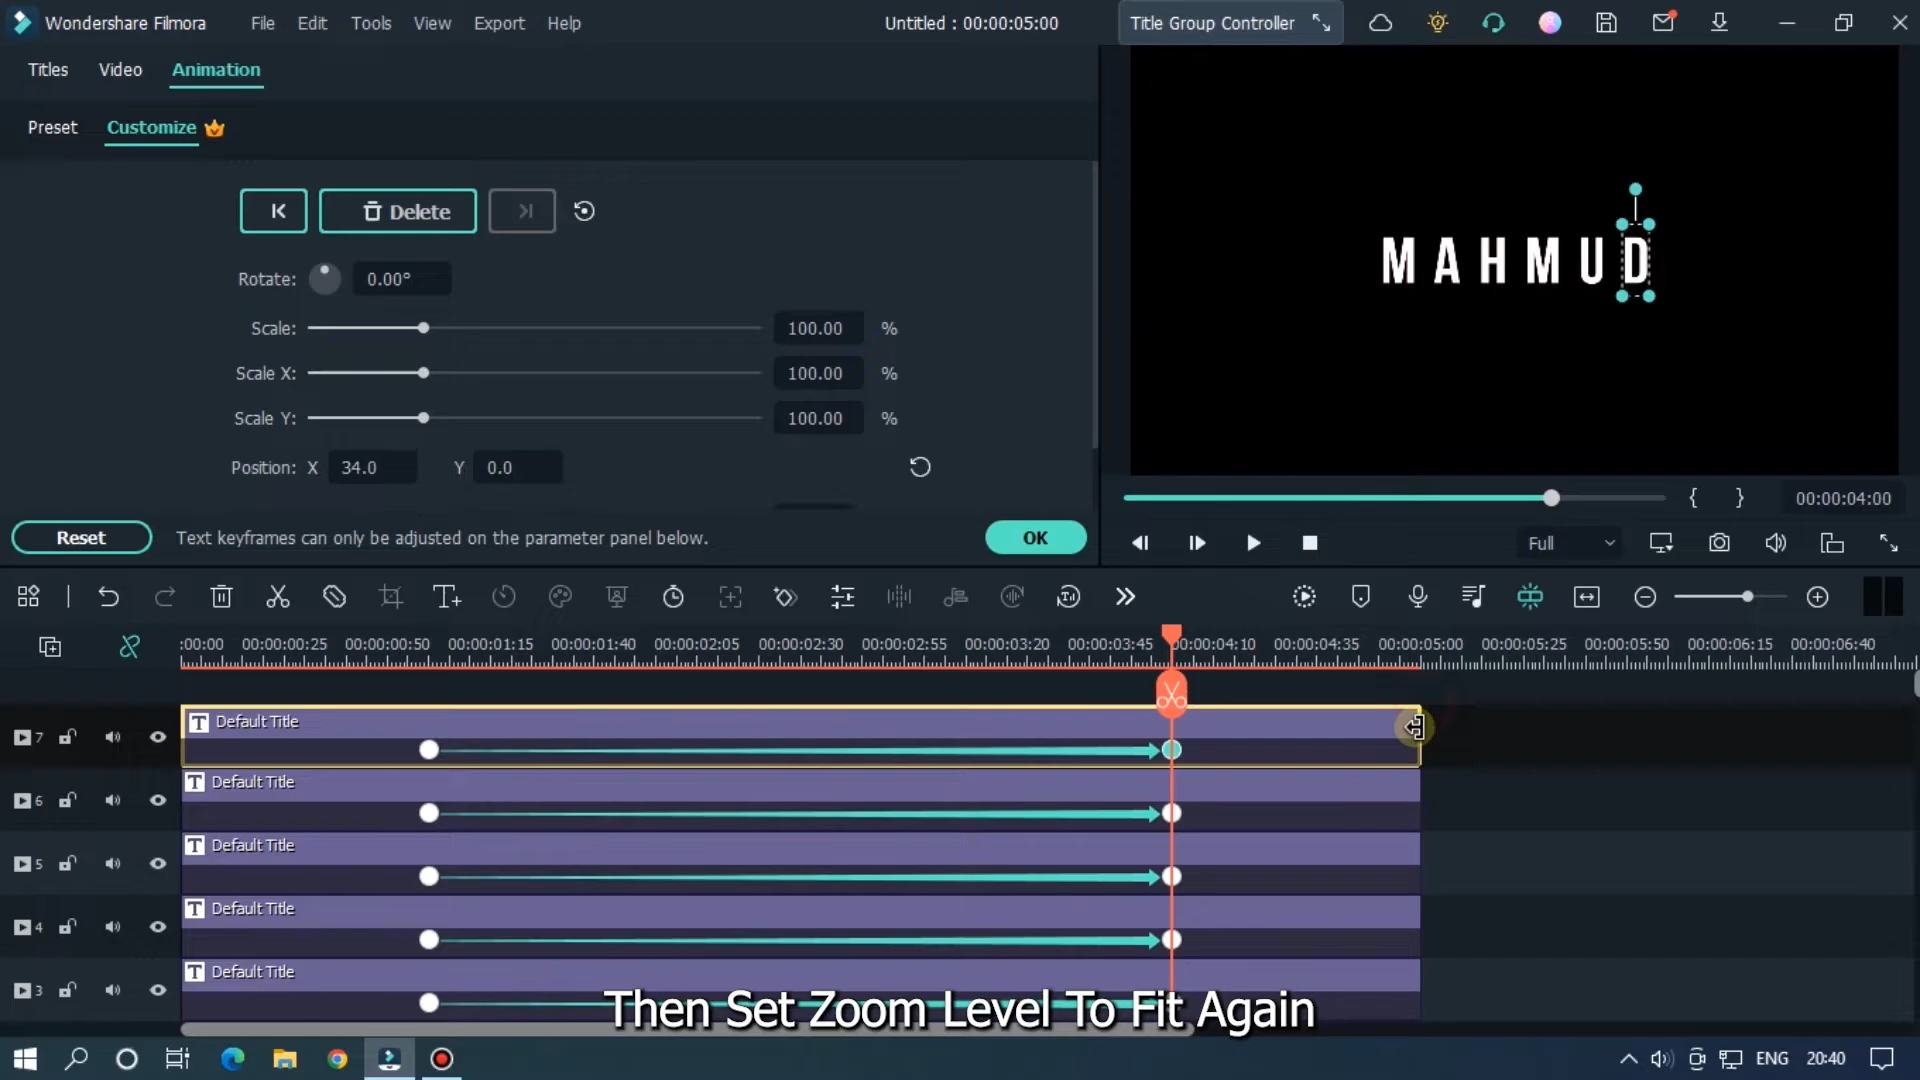 Wondershare Filmora File Edit Tools View Export Help Untitled : 00:00:05:00 Title Group Controller
Titles Video Animation
Preset Customize
Delete
Rotate: 0.00°
Scale: 100.00 %
Scale X: 100.00 %
Scale Y: 100.00 %
Position: X 34.0 Y 0.0
Reset Text keyframes can only be adjusted on the parameter panel below. OK
MAHMUD
{ } 00:00:04:00
Full
:00:00 00:00:00:25 00:00:00:50 00:00:01:15 00:00:01:40 00:00:02:05 00:00:02:30 00:00:02:55 00:00:03:20 00:00:03:45 00:00:04:10 00:00:04:35 00:00:05:00 00:00:05:25 00:00:05:50 00:00:06:15 00:00:06:40
7 T Default Title
6 T Default Title
5 T Default Title
4 T Default Title
3 T Default Title
Then Set Zoom Level To Fit Again
ENG 20:40